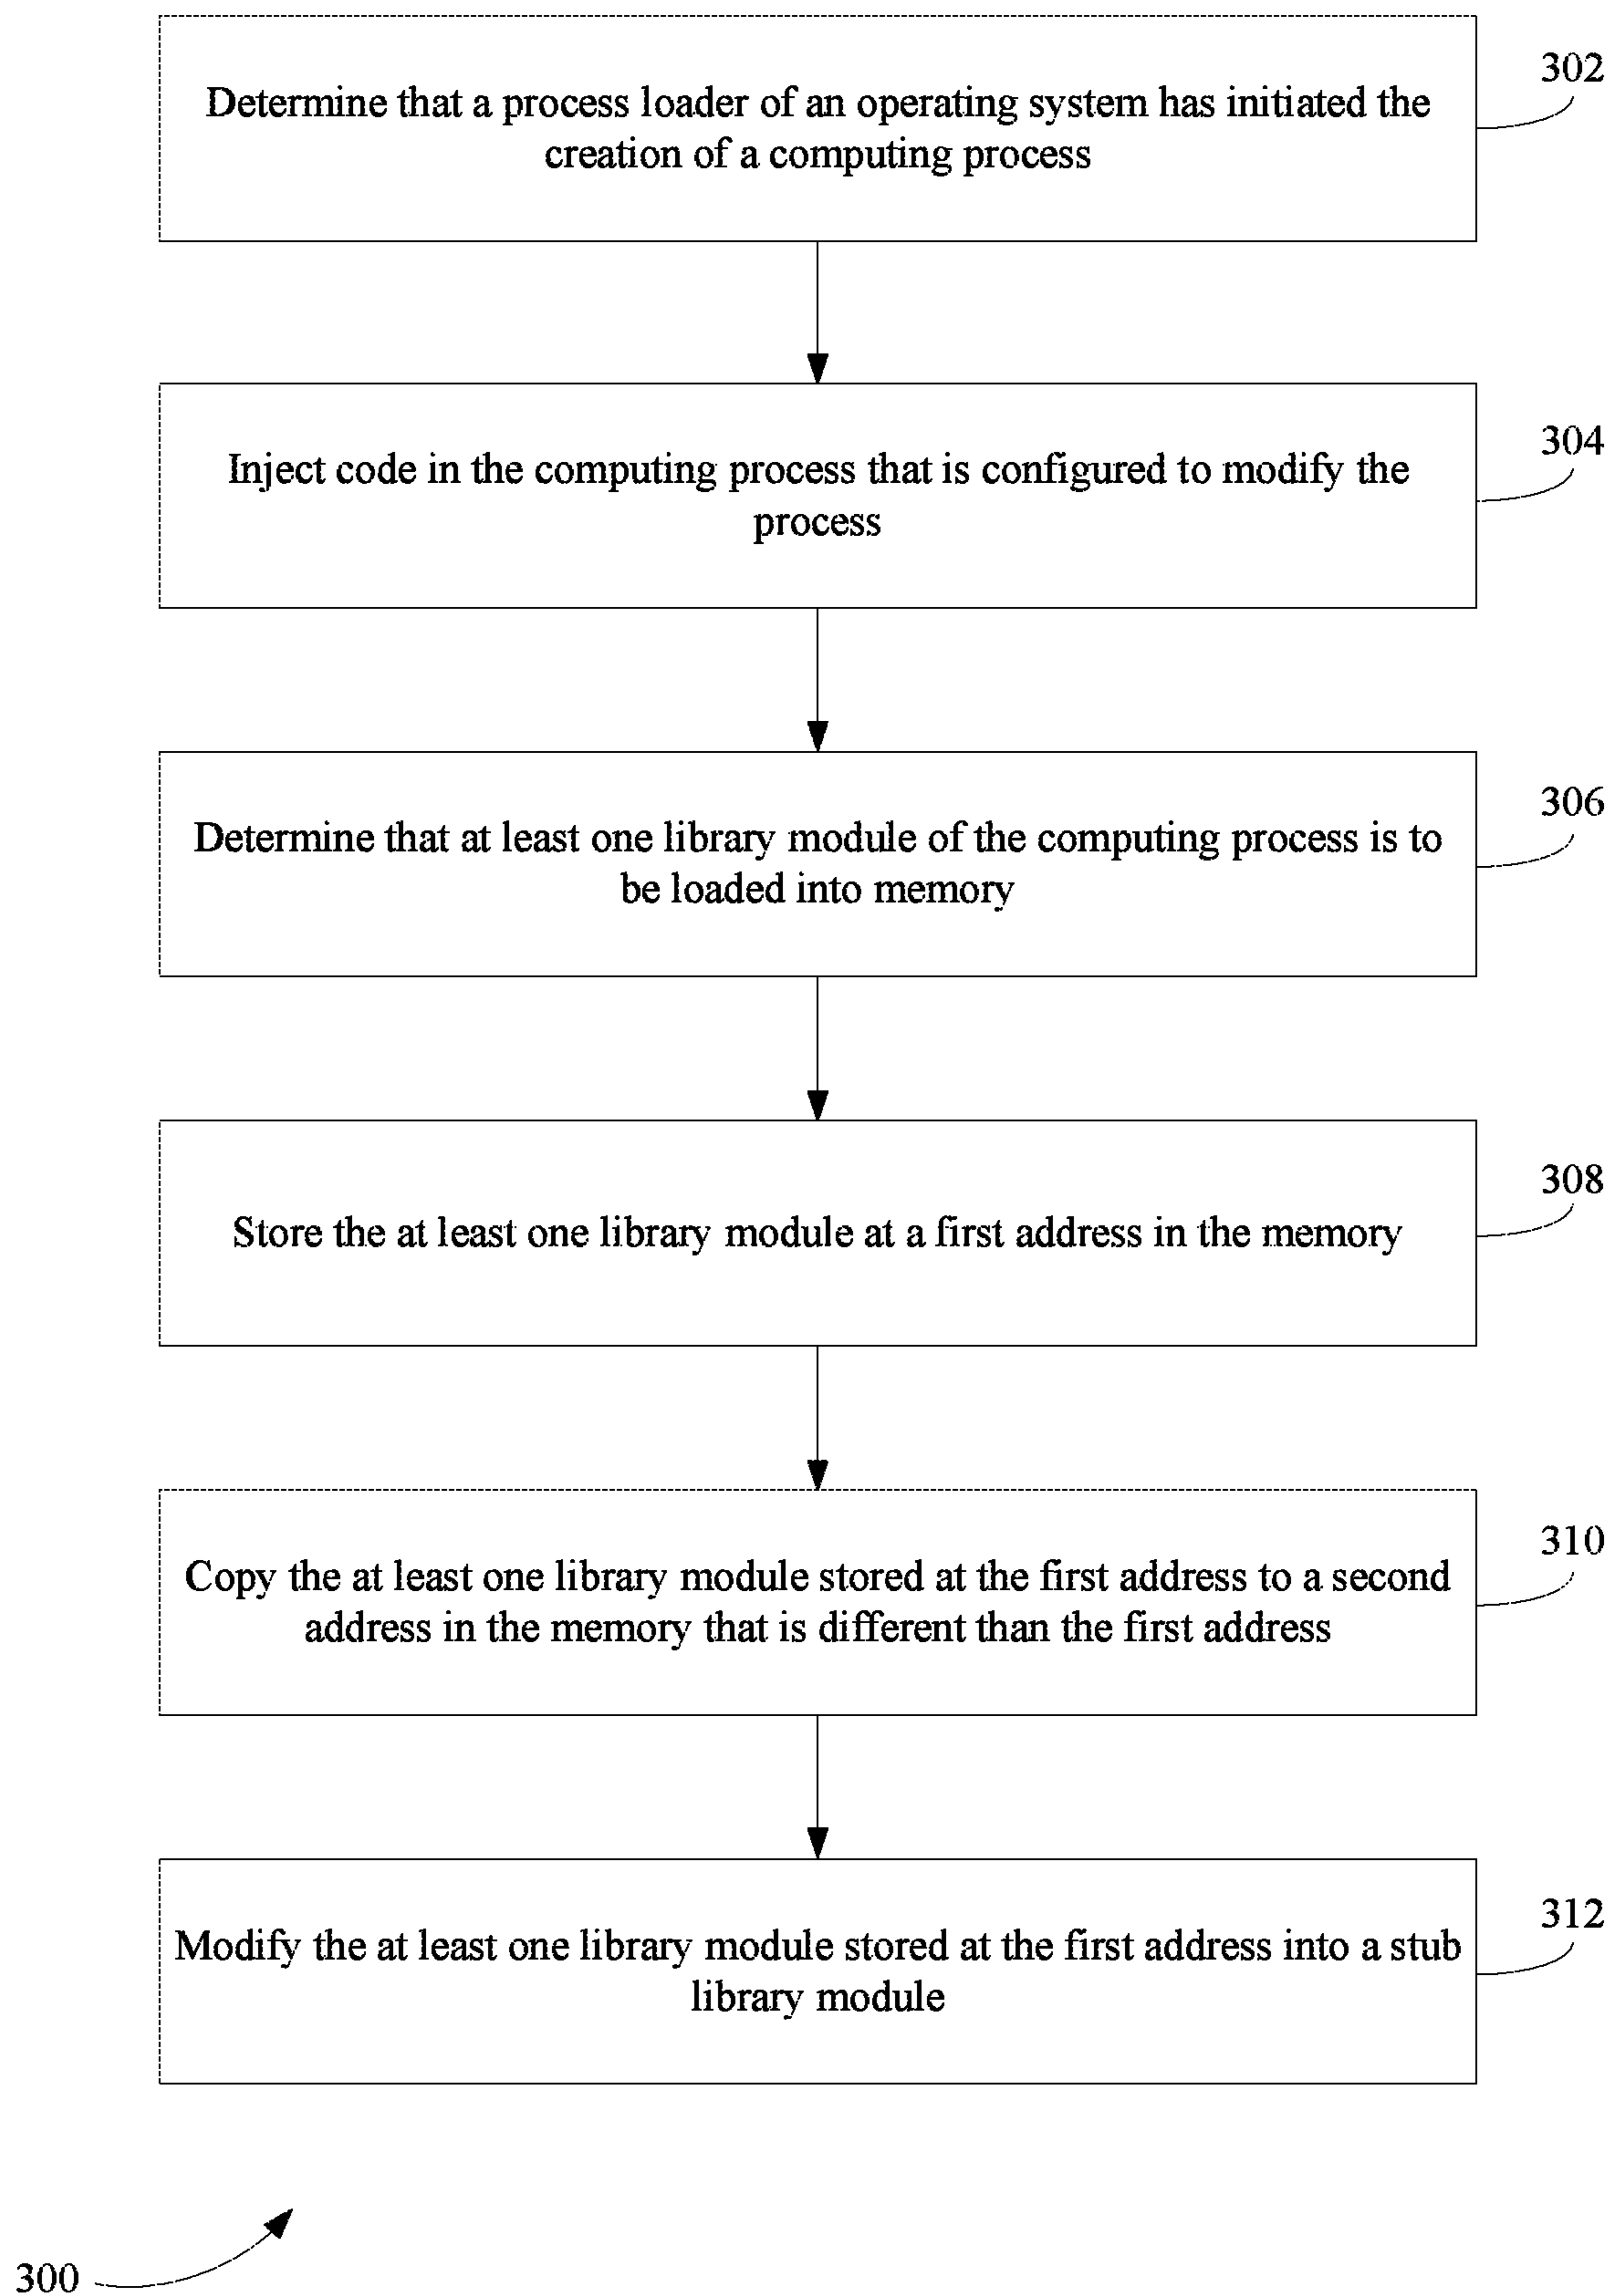 302
Determine that a process loader of an operating system has initiated the
creation of a computing process
304
Inject code in the computing process that is configured to modify the
process
306
Determine that at least one library module of the computing process is to
be loaded into memory
308
Store the at least one library module at a first address in the memory
310
Copy the at least one library module stored at the first address to a second
address in the memory that is different than the first address
312
Modify the at least one library module stored at the first address into a stub
library module
300